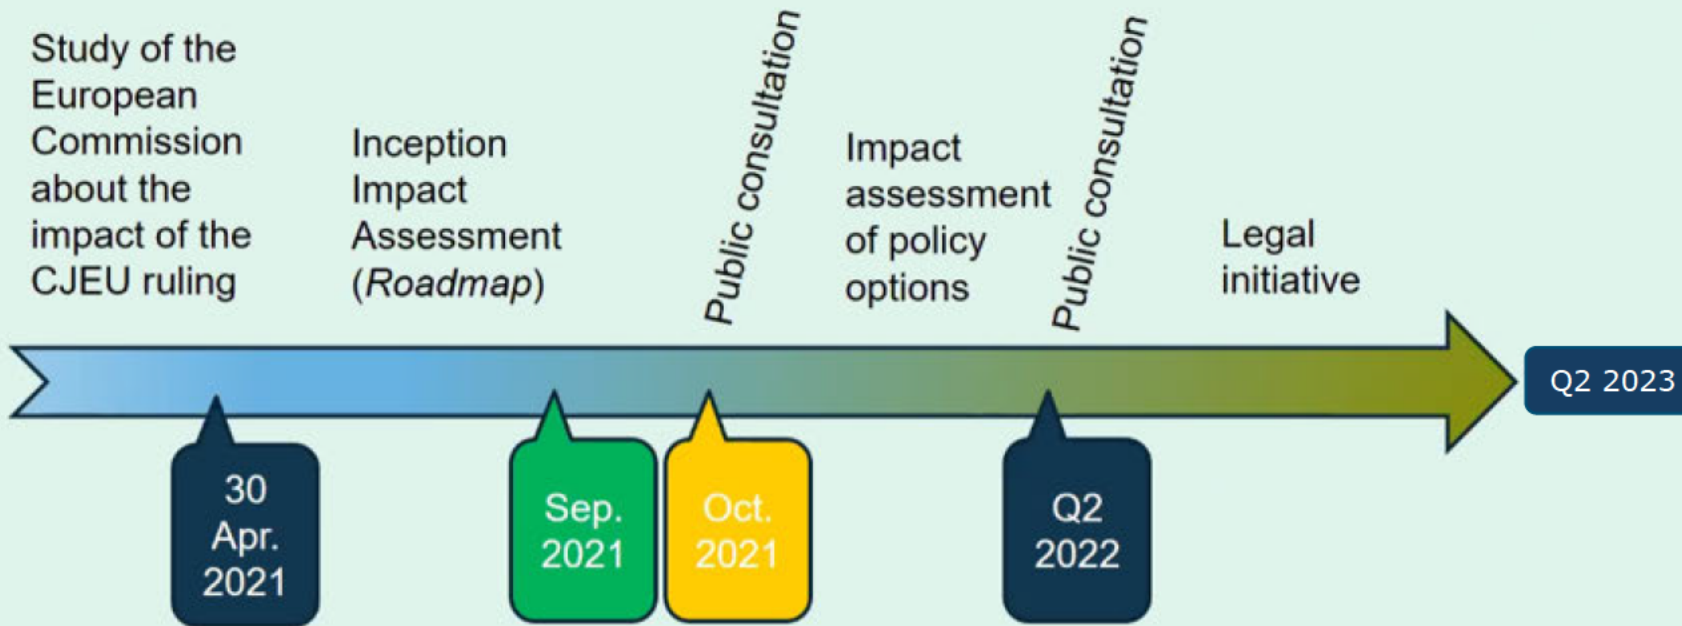 Study of the
European
Commission
about the
impact of the
CJEU ruling
Inception
Impact
Assessment
(Roadmap)
Public consultation
Impact
assessment
of policy
options
Public consultation
Legal
initiative
30
Apr.
2021
Sep.
2021
Oct.
2021
Q2
2022
Q2 2023